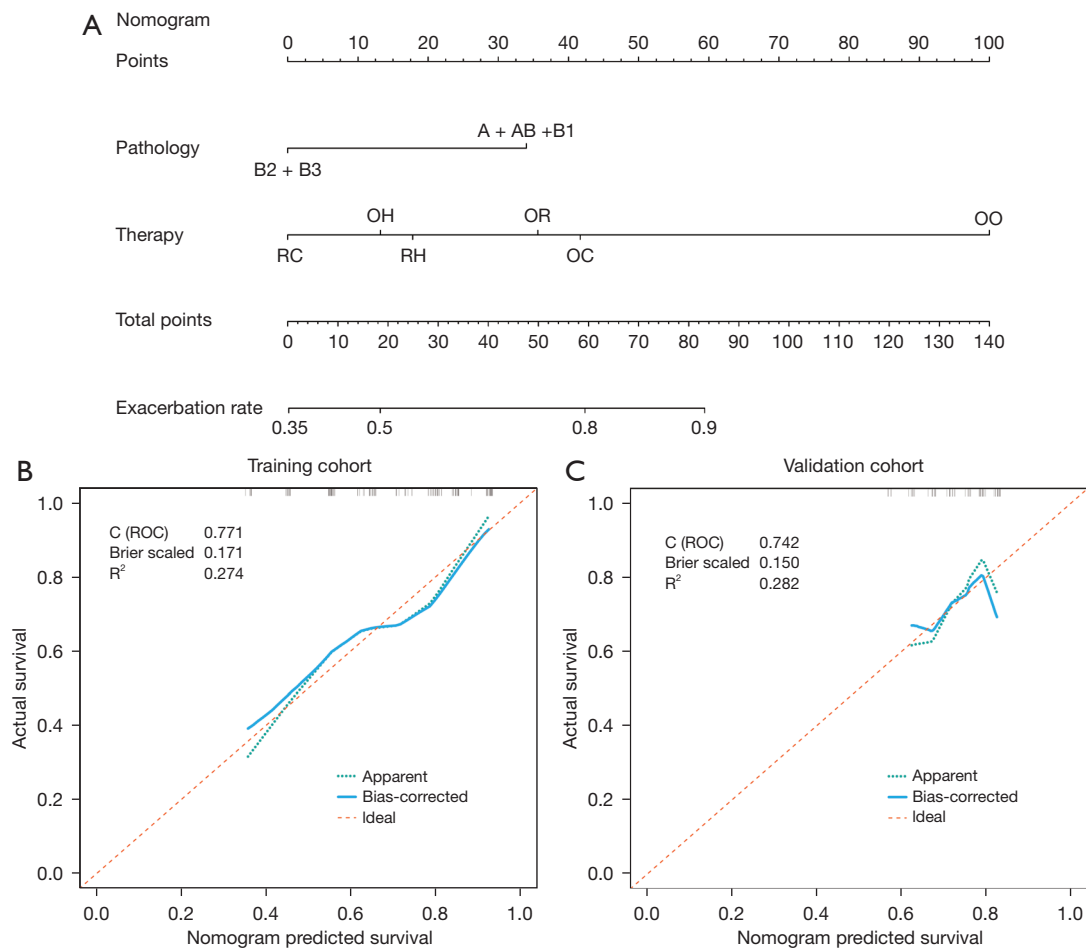 A
Nomogram
Points
0 10 20 30 40 50 60 70 80 90 100
Pathology
A + AB +B1
B2 + B3
Therapy
OH OR OO
RC RH OC
Total points
0 10 20 30 40 50 60 70 80 90 100 110 120 130 140
Exacerbation rate
0.35 0.5 0.8 0.9
B
Training cohort
C (ROC) 0.771
Brier scaled 0.171
R² 0.274
Actual survival
1.0
0.8
0.6
0.4
0.2
0.0
Apparent
Bias-corrected
Ideal
0.0 0.2 0.4 0.6 0.8 1.0
Nomogram predicted survival
C
Validation cohort
C (ROC) 0.742
Brier scaled 0.150
R² 0.282
Actual survival
1.0
0.8
0.6
0.4
0.2
0.0
Apparent
Bias-corrected
Ideal
0.0 0.2 0.4 0.6 0.8 1.0
Nomogram predicted survival